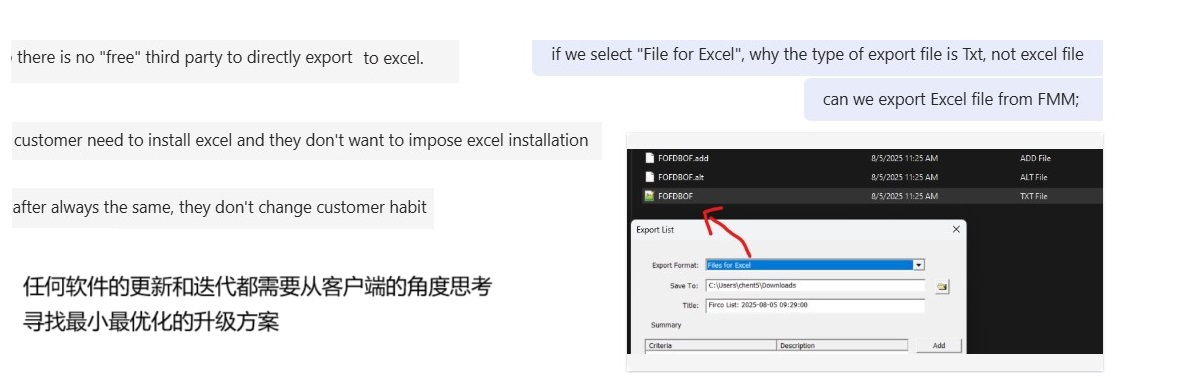 there is no "free" third party to directly export to excel.
if we select "File for Excel", why the type of export file is Txt, not excel file
can we export Excel file from FMM;
customer need to install excel and they don't want to impose excel installation
after always the same, they don't change customer habit
任何软件的更新和迭代都需要从客户端的角度思考
寻找最小最优化的升级方案
FOFDBOF.add 8/5/2025 11:25 AM ADD File
FOFDBOF.alt 8/5/2025 11:25 AM ALT File
FOFDBOF 8/5/2025 11:25 AM TXT File
Export List
Export Format: Files for Excel
Save To: C:\Users\chent5\Downloads
Title: Firco List: 2025-08-05 09:29:00
Summary
Criteria Description Add